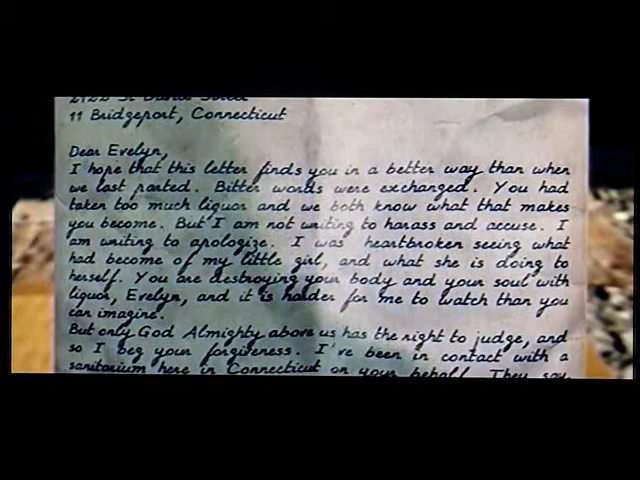 11 Bridgeport, Connecticut
Dear Evelyn,
I hope that this letter finds you in a better way than when
we last parted. Bitter words were exchanged. You had
taken too much liquor and we both know what that makes
you become. But I am not writing to harass and accuse. I
am writing to apologize. I was heartbroken seeing what
had become of my little girl, and what she is doing to
herself. You are destroying your body and your soul with
liquor, Evelyn, and it is harder for me to watch than you
can imagine.
But only God Almighty above us has the right to judge, and
so I beg your forgiveness. I've been in contact with a
sanitarium here in Connecticut on your behalf. They say